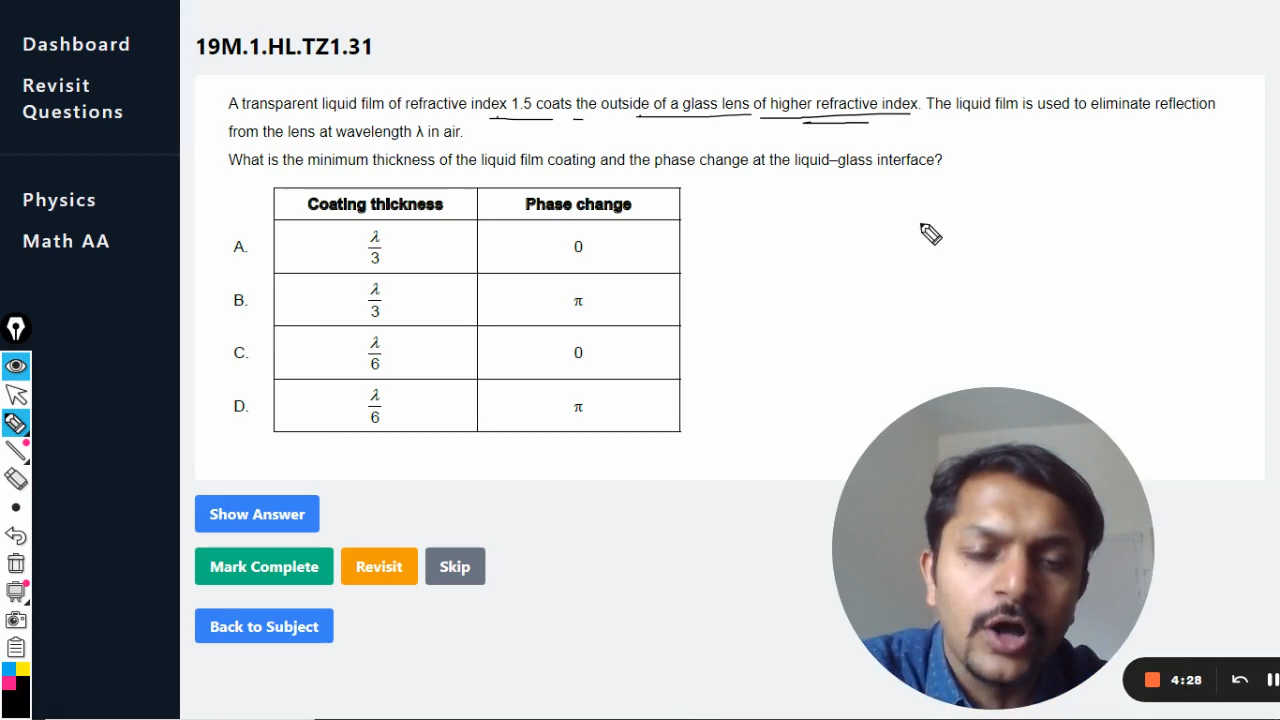 Dashboard
Revisit
Questions
Physics
Math AA
19M.1.HL.TZ1.31
A transparent liquid film of refractive index 1.5 coats the outside of a glass lens of higher refractive index. The liquid film is used to eliminate reflection
from the lens at wavelength λ in air.
What is the minimum thickness of the liquid film coating and the phase change at the liquid–glass interface?
Coating thickness Phase change
A. λ/3 0
B. λ/3 π
C. λ/6 0
D. λ/6 π
Show Answer
Mark Complete Revisit Skip
Back to Subject
4:28